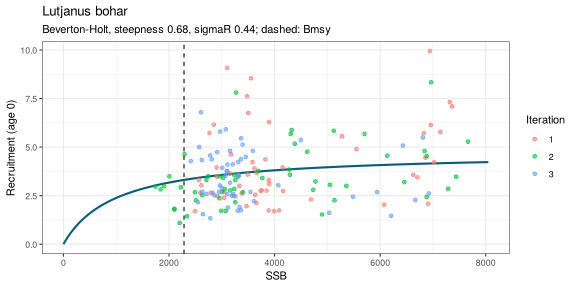 Lutjanus bohar
Beverton-Holt, steepness 0.68, sigmaR 0.44; dashed: Bmsy
Recruitment (age 0)
10.0
7.5
5.0
2.5
0.0
0
2000
4000
6000
8000
SSB
Iteration
1
2
3